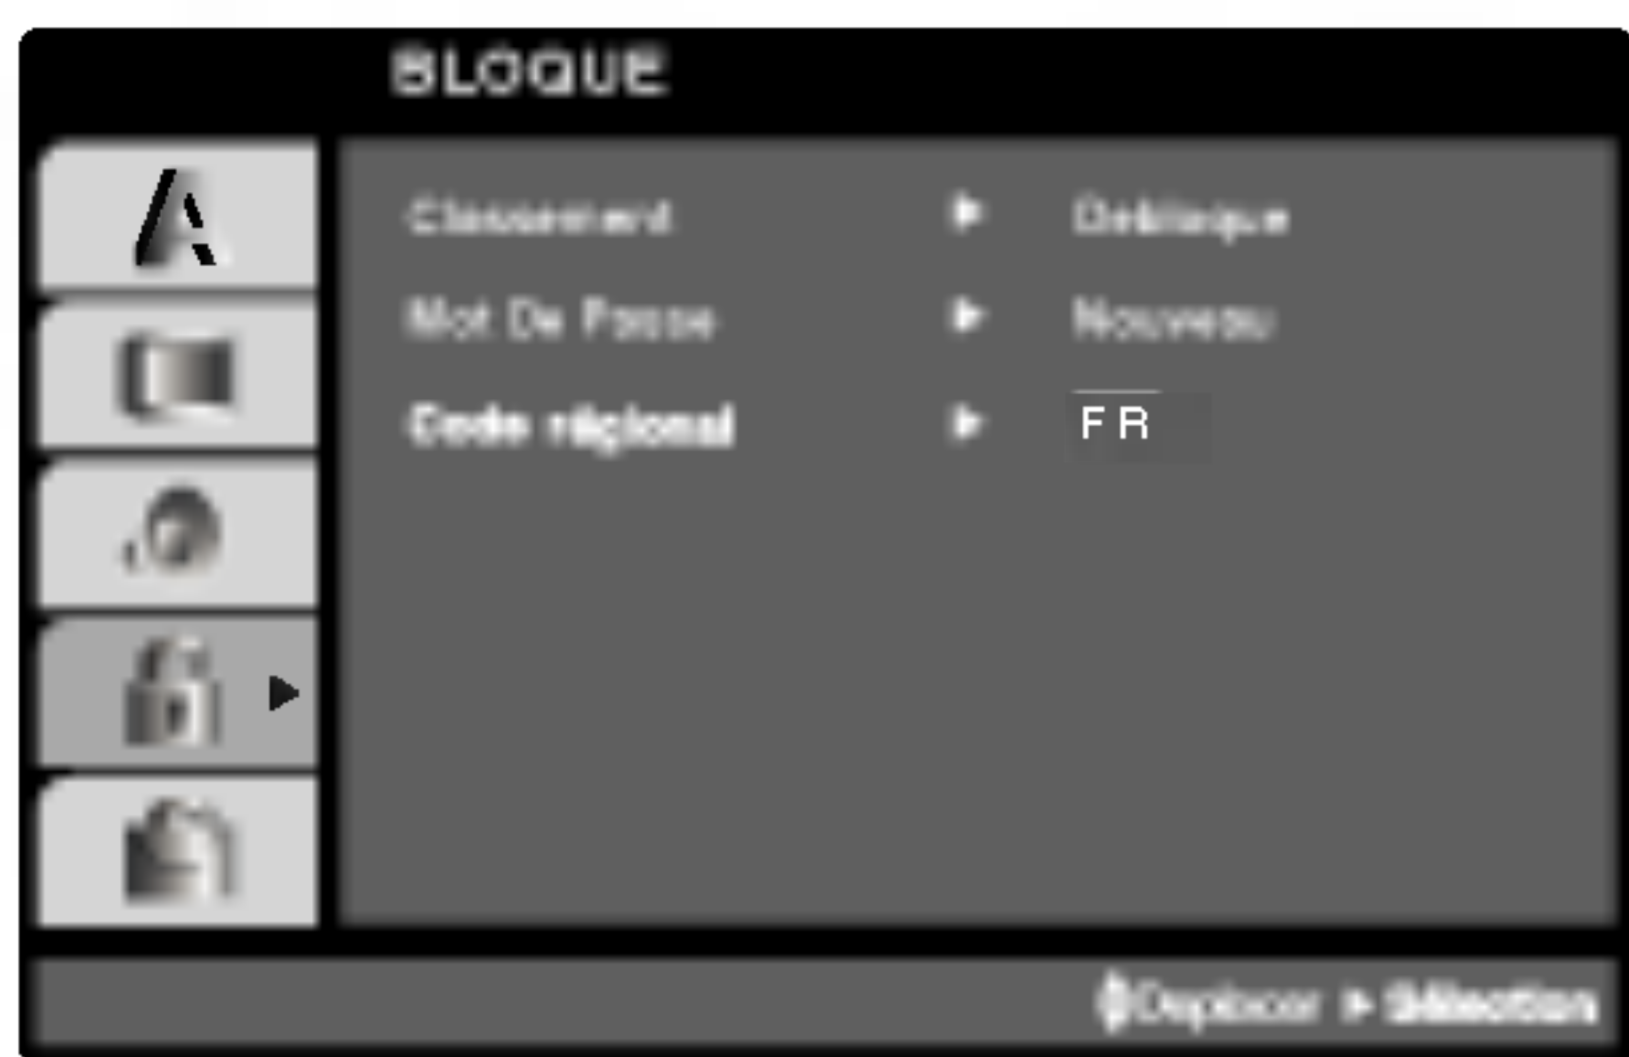 BLOQUE
A
Classement ► Debloque
Mot De Passe ► Nouveau
Code régional ► FR
Deplacer ► Sélection